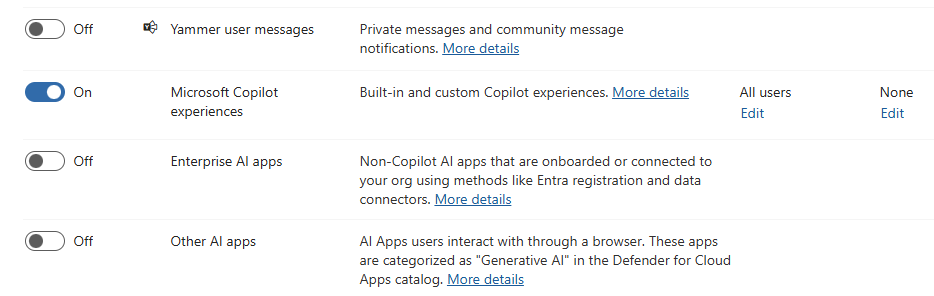 Off Yammer user messages Private messages and community message
notifications. More details
On Microsoft Copilot Built-in and custom Copilot experiences. More details All users None
experiences Edit Edit
Off Enterprise AI apps Non-Copilot AI apps that are onboarded or connected to
your org using methods like Entra registration and data
connectors. More details
Off Other AI apps AI Apps users interact with through a browser. These apps
are categorized as "Generative AI" in the Defender for Cloud
Apps catalog. More details